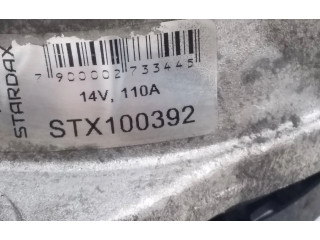 STARDAX
7 900002 733445
14V, 110A
STX100392